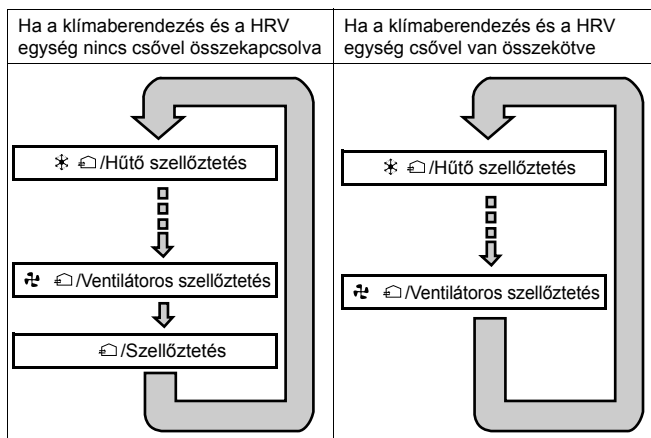 Ha a klímaberendezés és a HRV
egység nincs csővel összekapcsolva
/Hűtő szellőztetés
/Ventilátoros szellőztetés
/Szellőztetés
Ha a klímaberendezés és a HRV
egység csővel van összekötve
/Hűtő szellőztetés
/Ventilátoros szellőztetés